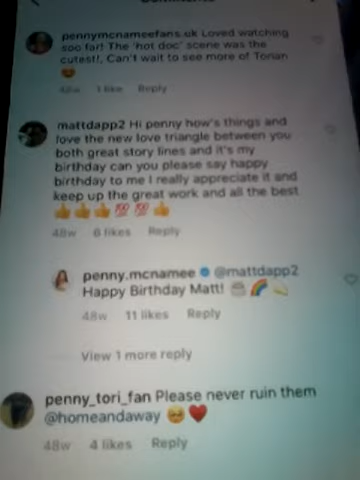 Comments
pennymcnameefans.uk Loved watching
soo far! The 'hot doc' scene was the
cutest!, Can't wait to see more of Torian
😍
48w 1 like Reply
mattdapp2 Hi penny how's things and
love the new love triangle between you
both great story lines and it's my
birthday can you please say happy
birthday to me I really appreciate it and
keep up the great work and all the best
👍👍👍💯💯👍
48w 6 likes Reply
penny.mcnamee @mattdapp2
Happy Birthday Matt! 🎂🌈💫
48w 11 likes Reply
View 1 more reply
penny_tori_fan Please never ruin them
@homeandaway 🥺❤️
48w 4 likes Reply